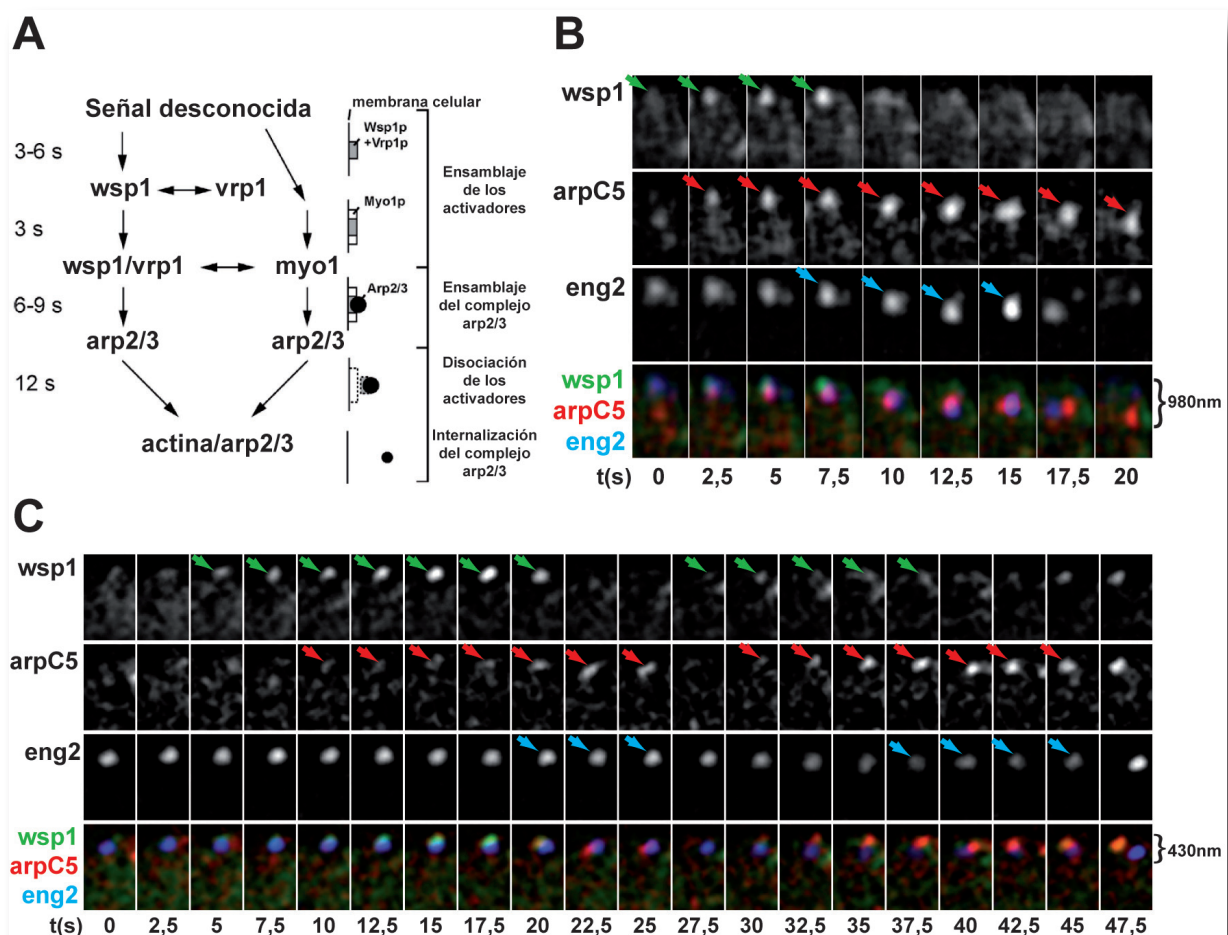 A
Señal desconocida
3-6 s
wsp1
vrp1
3 s
wsp1/vrp1
myo1
6-9 s
arp2/3
arp2/3
12 s
actina/arp2/3
membrana celular
Wsp1p
+Vrp1p
Myo1p
Arp2/3
Ensamblaje
de los
activadores
Ensamblaje
del complejo
arp2/3
Disociación
de los
activadores
Internalización
del complejo
arp2/3
B
wsp1
arpC5
eng2
wsp1
arpC5
eng2
980nm
t(s) 0 2,5 5 7,5 10 12,5 15 17,5 20
C
wsp1
arpC5
eng2
wsp1
arpC5
eng2
430nm
t(s) 0 2,5 5 7,5 10 12,5 15 17,5 20 22,5 25 27,5 30 32,5 35 37,5 40 42,5 45 47,5